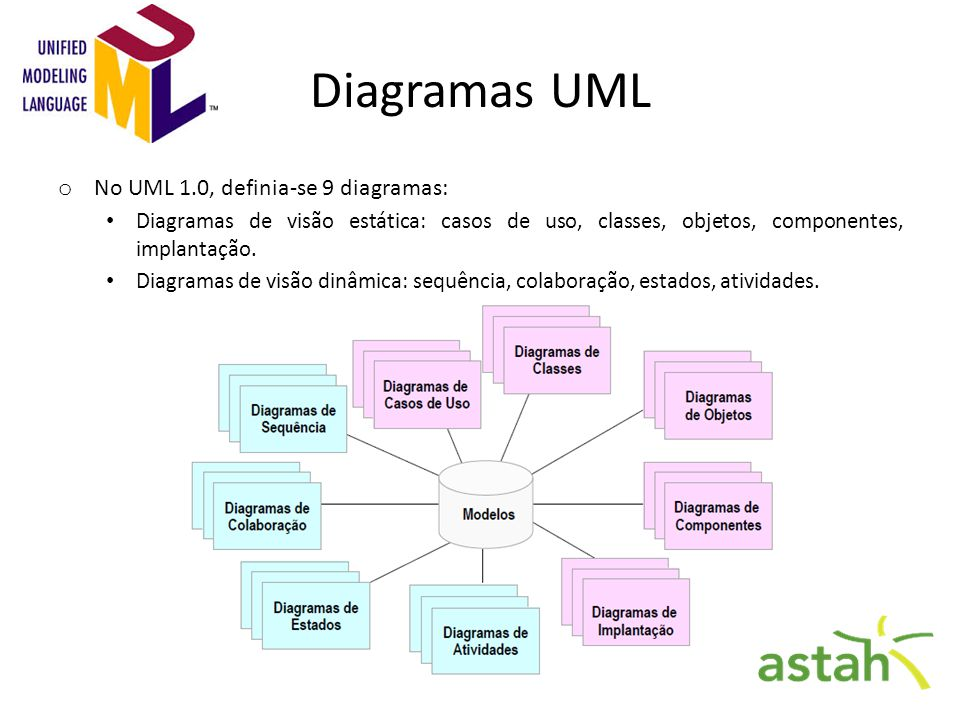 UNIFIED
MODELING
LANGUAGE
UML™
Diagramas UML
o No UML 1.0, definia-se 9 diagramas:
• Diagramas de visão estática: casos de uso, classes, objetos, componentes,
implantação.
• Diagramas de visão dinâmica: sequência, colaboração, estados, atividades.
Diagramas de
Classes
Diagramas de
Casos de Uso
Diagramas
de Objetos
Diagramas de
Sequência
Diagramas de
Colaboração
Modelos
Diagramas de
Componentes
Diagramas de
Estados
Diagramas de
Atividades
Diagramas de
Implantação
astah